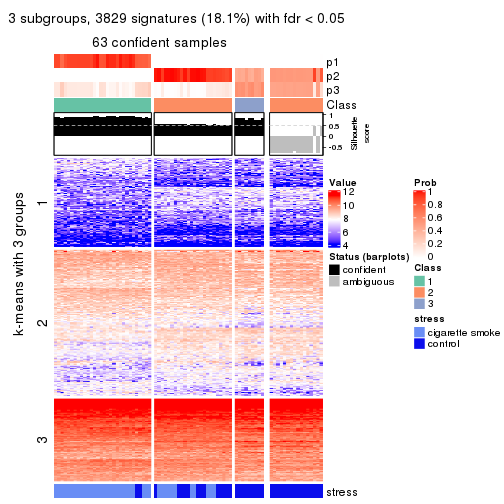 3 subgroups, 3829 signatures (18.1%) with fdr < 0.05
63 confident samples
p1
p2
p3
Class
1
0.5
0
-0.5
Silhouette
score
k-means with 3 groups
1
2
3
stress
Value
12
10
8
6
4
Status (barplots)
confident
ambiguous
Prob
1
0.8
0.6
0.4
0.2
0
Class
1
2
3
stress
cigarette smoke
control